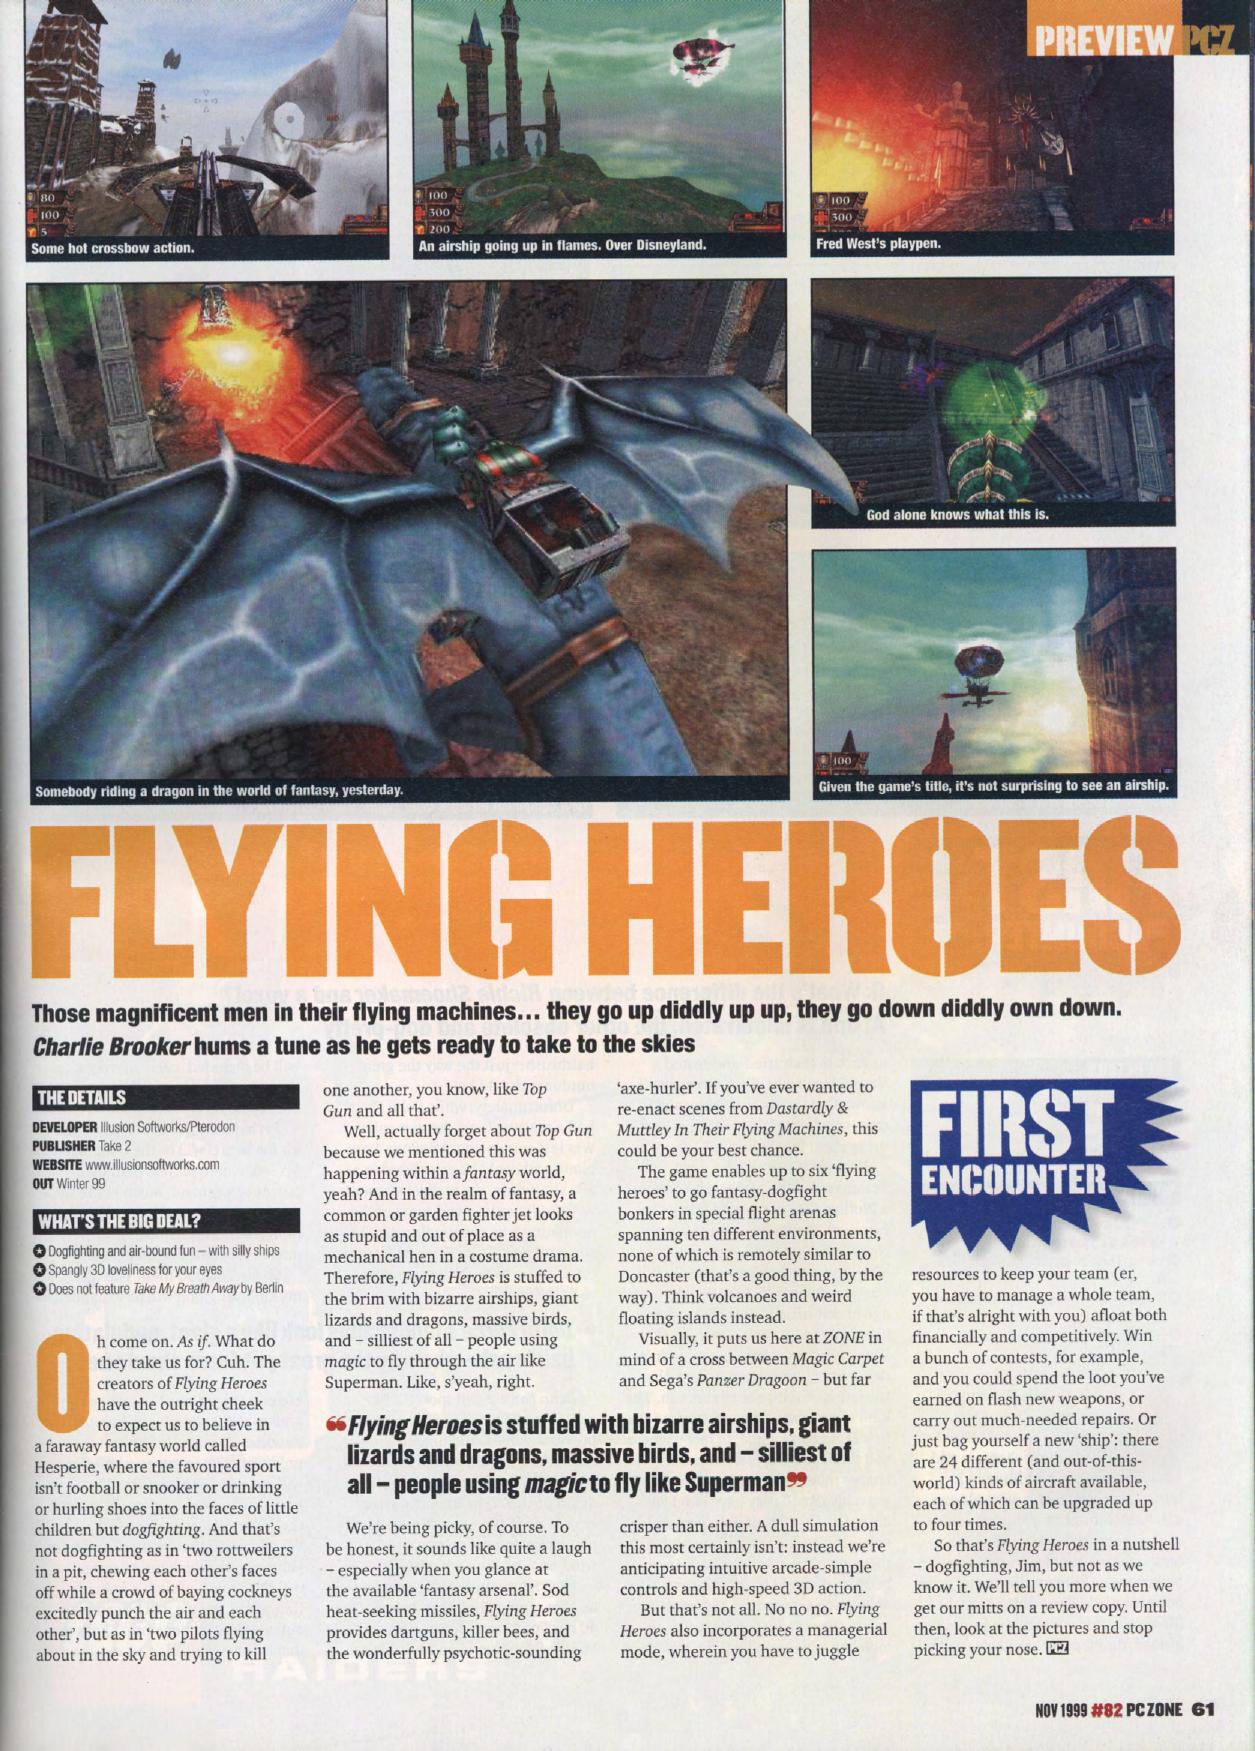 PREVIEW PCZ
80
100
5
Some hot crossbow action.
100
300
200
An airship going up in flames. Over Disneyland.
100
300
Fred West's playpen.
Somebody riding a dragon in the world of fantasy, yesterday.
God alone knows what this is.
100
Given the game's title, it's not surprising to see an airship.
FLYING HEROES
Those magnificent men in their flying machines... they go up diddly up up, they go down diddly own down.
Charlie Brooker hums a tune as he gets ready to take to the skies
THE DETAILS
DEVELOPER Illusion Softworks/Pterodon
PUBLISHER Take 2
WEBSITE www.illusionsoftworks.com
OUT Winter 99
WHAT'S THE BIG DEAL?
Dogfighting and air-bound fun – with silly ships
Spangly 3D loveliness for your eyes
Does not feature Take My Breath Away by Berlin
Oh come on. As if. What do
they take us for? Cuh. The
creators of Flying Heroes
have the outright cheek
to expect us to believe in
a faraway fantasy world called
Hesperie, where the favoured sport
isn't football or snooker or drinking
or hurling shoes into the faces of little
children but dogfighting. And that's
not dogfighting as in 'two rottweilers
in a pit, chewing each other's faces
off while a crowd of baying cockneys
excitedly punch the air and each
other', but as in 'two pilots flying
about in the sky and trying to kill
one another, you know, like Top
Gun and all that'.
Well, actually forget about Top Gun
because we mentioned this was
happening within a fantasy world,
yeah? And in the realm of fantasy, a
common or garden fighter jet looks
as stupid and out of place as a
mechanical hen in a costume drama.
Therefore, Flying Heroes is stuffed to
the brim with bizarre airships, giant
lizards and dragons, massive birds,
and – silliest of all – people using
magic to fly through the air like
Superman. Like, s'yeah, right.
“Flying Heroes is stuffed with bizarre airships, giant
lizards and dragons, massive birds, and – silliest of
all – people using magic to fly like Superman”
We're being picky, of course. To
be honest, it sounds like quite a laugh
– especially when you glance at
the available 'fantasy arsenal'. Sod
heat-seeking missiles, Flying Heroes
provides dartguns, killer bees, and
the wonderfully psychotic-sounding
'axe-hurler'. If you've ever wanted to
re-enact scenes from Dastardly &
Muttley In Their Flying Machines, this
could be your best chance.
The game enables up to six 'flying
heroes' to go fantasy-dogfight
bonkers in special flight arenas
spanning ten different environments,
none of which is remotely similar to
Doncaster (that's a good thing, by the
way). Think volcanoes and weird
floating islands instead.
Visually, it puts us here at ZONE in
mind of a cross between Magic Carpet
and Sega's Panzer Dragoon – but far
crisper than either. A dull simulation
this most certainly isn't: instead we're
anticipating intuitive arcade-simple
controls and high-speed 3D action.
But that's not all. No no no. Flying
Heroes also incorporates a managerial
mode, wherein you have to juggle
FIRST
ENCOUNTER
resources to keep your team (er,
you have to manage a whole team,
if that's alright with you) afloat both
financially and competitively. Win
a bunch of contests, for example,
and you could spend the loot you've
earned on flash new weapons, or
carry out much-needed repairs. Or
just bag yourself a new 'ship': there
are 24 different (and out-of-this-
world) kinds of aircraft available,
each of which can be upgraded up
to four times.
So that's Flying Heroes in a nutshell
– dogfighting, Jim, but not as we
know it. We'll tell you more when we
get our mitts on a review copy. Until
then, look at the pictures and stop
picking your nose. PCZ
NOV 1999 #82 PC ZONE 61